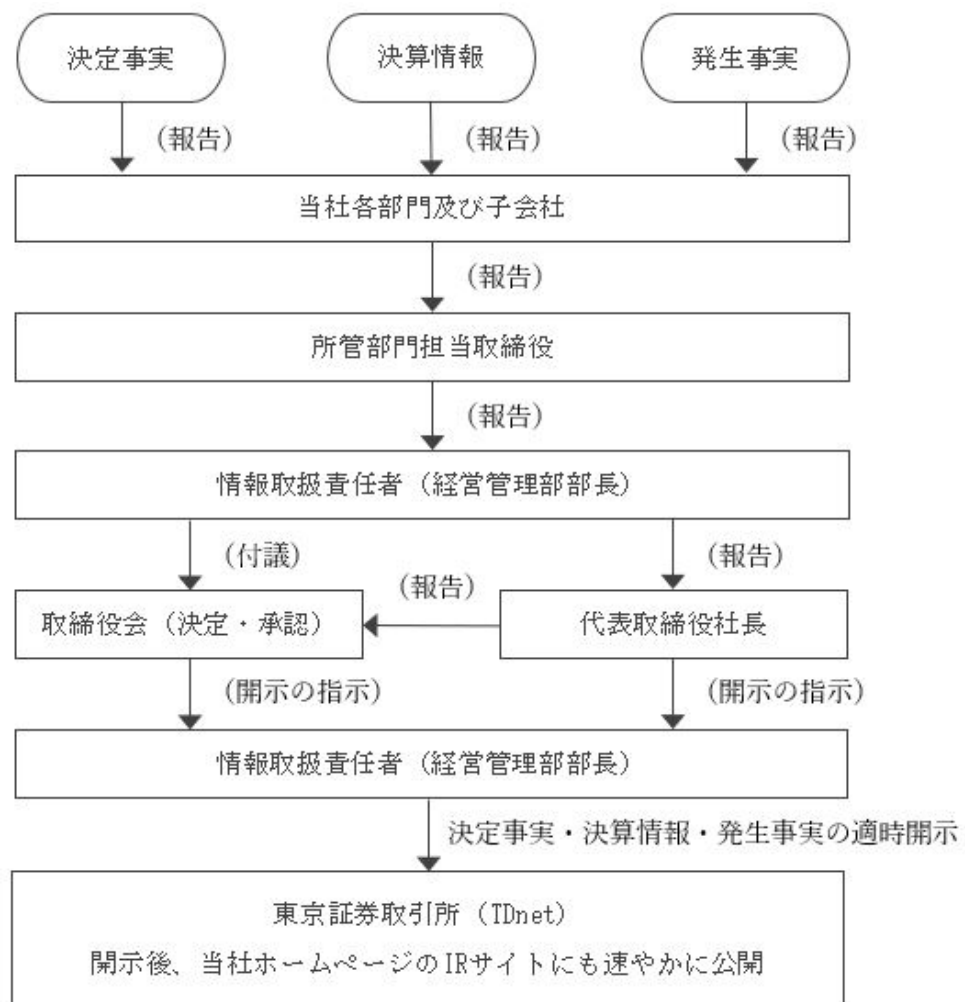 決定事実
決算情報
発生事実
(報告)
(報告)
(報告)
当社各部門及び子会社
(報告)
所管部門担当取締役
(報告)
情報取扱責任者(経営管理部部長)
(付議)
(報告)
(報告)
取締役会(決定・承認)
代表取締役社長
(開示の指示)
(開示の指示)
情報取扱責任者(経営管理部部長)
決定事実・決算情報・発生事実の適時開示
東京証券取引所(TDnet)
開示後、当社ホームページのIRサイトにも速やかに公開